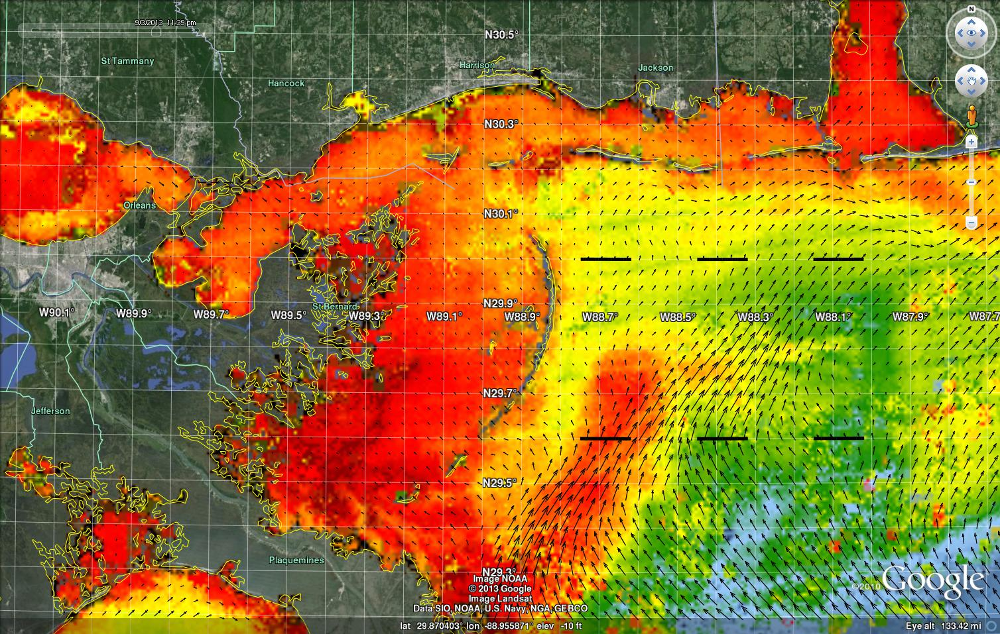 N
9/3/2013 11:39 pm
N30.5°
St Tammany
Harrison
Jackson
Hancock
N30.3°
Orleans
N30.1°
N29.9°
St Bernard
W90.1° W89.9° W89.7° W89.5° W89.3° W89.1° W88.9° W88.7° W88.5° W88.3° W88.1° W87.9° W87.7
N29.7°
Jefferson
N29.5°
Plaquemines
N29.3°
Image NOAA
© 2013 Google
Image Landsat
Data SIO, NOAA, U.S. Navy, NGA, GEBCO
©2010 Google
lat 29.870403° lon -88.955871° elev -10 ft
Eye alt 133.42 mi